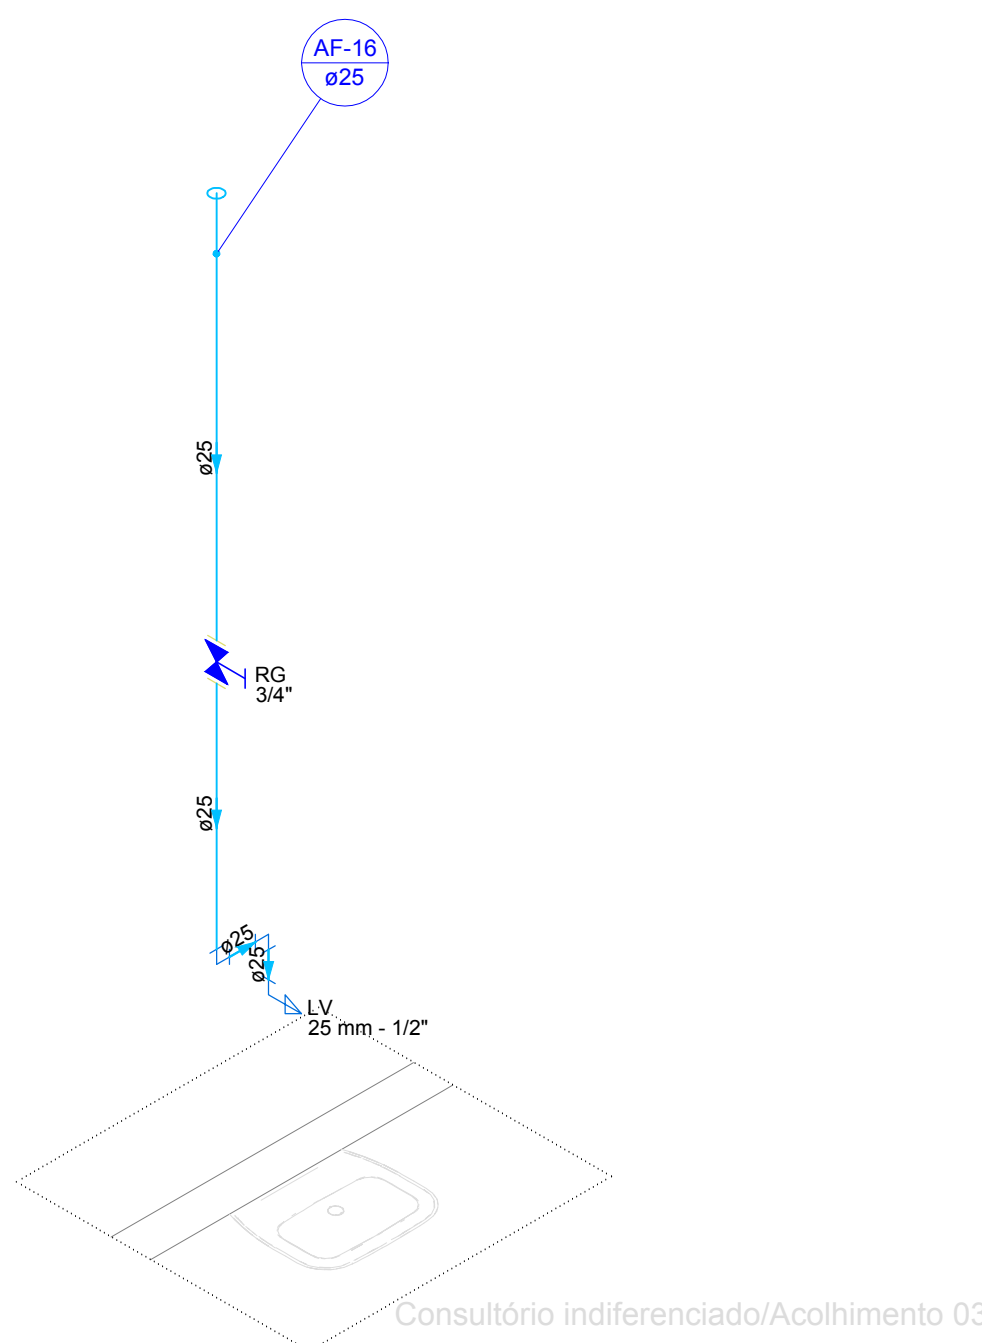 AF-16
ø25
ø25
RG
3/4"
ø25
ø25
ø25
LV
25 mm - 1/2"
Consultório indiferenciado/Acolhimento 03